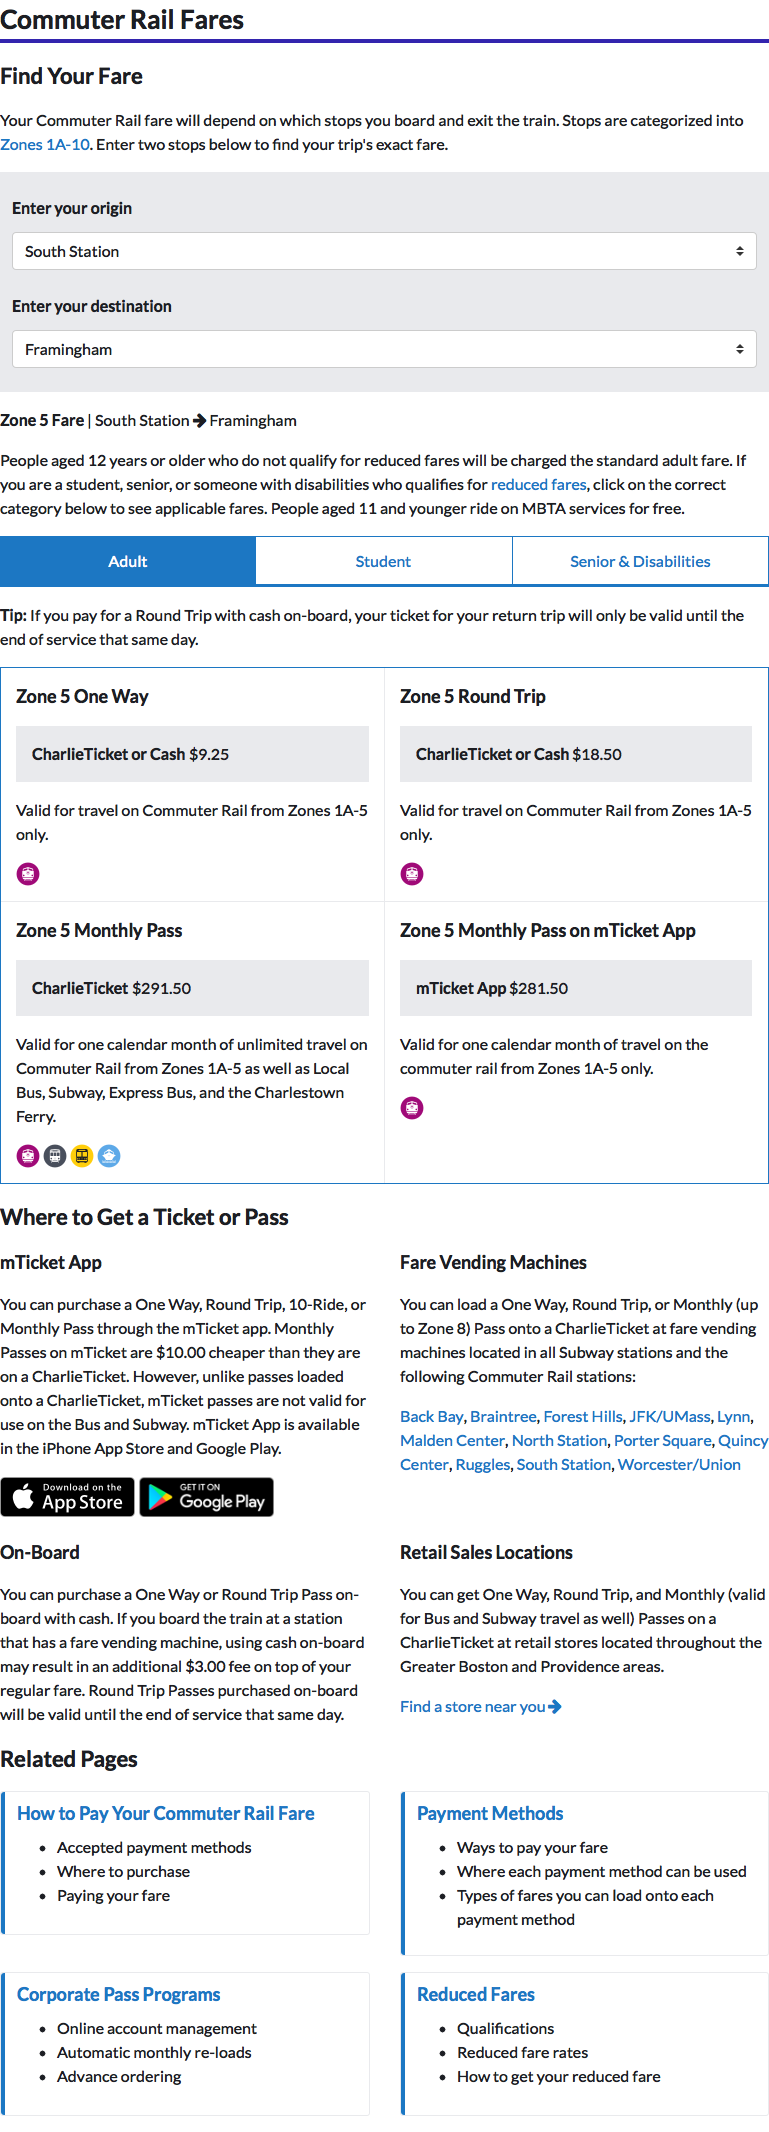 Commuter Rail Fares
Find Your Fare
Your Commuter Rail fare will depend on which stops you board and exit the train. Stops are categorized into
Zones 1A-10. Enter two stops below to find your trip's exact fare.
Enter your origin
South Station
Enter your destination
Framingham
Zone 5 Fare | South Station → Framingham
People aged 12 years or older who do not qualify for reduced fares will be charged the standard adult fare. If
you are a student, senior, or someone with disabilities who qualifies for reduced fares, click on the correct
category below to see applicable fares. People aged 11 and younger ride on MBTA services for free.
Adult
Student
Senior & Disabilities
Tip: If you pay for a Round Trip with cash on-board, your ticket for your return trip will only be valid until the
end of service that same day.
Zone 5 One Way
CharlieTicket or Cash $9.25
Valid for travel on Commuter Rail from Zones 1A-5
only.
Zone 5 Round Trip
CharlieTicket or Cash $18.50
Valid for travel on Commuter Rail from Zones 1A-5
only.
Zone 5 Monthly Pass
CharlieTicket $291.50
Valid for one calendar month of unlimited travel on
Commuter Rail from Zones 1A-5 as well as Local
Bus, Subway, Express Bus, and the Charlestown
Ferry.
Zone 5 Monthly Pass on mTicket App
mTicket App $281.50
Valid for one calendar month of travel on the
commuter rail from Zones 1A-5 only.
Where to Get a Ticket or Pass
mTicket App
You can purchase a One Way, Round Trip, 10-Ride, or
Monthly Pass through the mTicket app. Monthly
Passes on mTicket are $10.00 cheaper than they are
on a CharlieTicket. However, unlike passes loaded
onto a CharlieTicket, mTicket passes are not valid for
use on the Bus and Subway. mTicket App is available
in the iPhone App Store and Google Play.
Download on the
App Store
GET IT ON
Google Play
Fare Vending Machines
You can load a One Way, Round Trip, or Monthly (up
to Zone 8) Pass onto a CharlieTicket at fare vending
machines located in all Subway stations and the
following Commuter Rail stations:
Back Bay, Braintree, Forest Hills, JFK/UMass, Lynn,
Malden Center, North Station, Porter Square, Quincy
Center, Ruggles, South Station, Worcester/Union
On-Board
You can purchase a One Way or Round Trip Pass on-
board with cash. If you board the train at a station
that has a fare vending machine, using cash on-board
may result in an additional $3.00 fee on top of your
regular fare. Round Trip Passes purchased on-board
will be valid until the end of service that same day.
Retail Sales Locations
You can get One Way, Round Trip, and Monthly (valid
for Bus and Subway travel as well) Passes on a
CharlieTicket at retail stores located throughout the
Greater Boston and Providence areas.
Find a store near you →
Related Pages
How to Pay Your Commuter Rail Fare
• Accepted payment methods
• Where to purchase
• Paying your fare
Payment Methods
• Ways to pay your fare
• Where each payment method can be used
• Types of fares you can load onto each
payment method
Corporate Pass Programs
• Online account management
• Automatic monthly re-loads
• Advance ordering
Reduced Fares
• Qualifications
• Reduced fare rates
• How to get your reduced fare